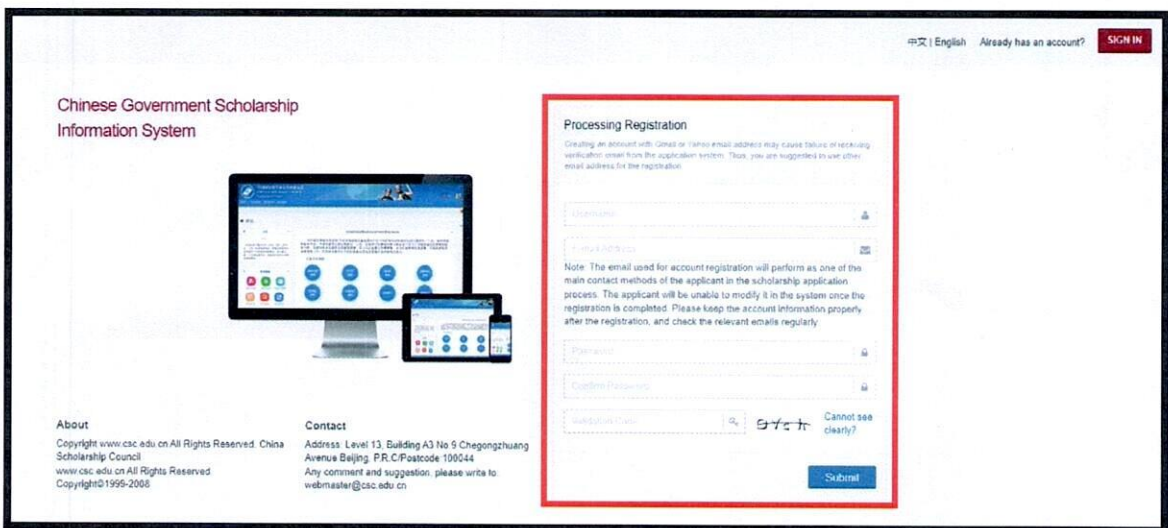 中文 | English Already has an account? SIGN IN
Chinese Government Scholarship
Information System
Processing Registration
Creating an account with Gmail or Yahoo email address may cause failure of receiving
verification email from the application system. Thus, you are suggested to use other
email address for the registration.
Username
E-mail Address
Note: The email used for account registration will perform as one of the
main contact methods of the applicant in the scholarship application
process. The applicant will be unable to modify it in the system once the
registration is completed. Please keep the account information properly
after the registration, and check the relevant emails regularly
Password
Confirm Password
Validation Code
Cannot see
clearly?
Submit
About
Copyright www.csc.edu.cn All Rights Reserved. China
Scholarship Council
www.csc.edu.cn All Rights Reserved
Copyright©1999-2008
Contact
Address: Level 13, Building A3 No.9 Chegongzhuang
Avenue Beijing, P.R.C/Postcode:100044
Any comment and suggestion, please write to:
webmaster@csc.edu.cn